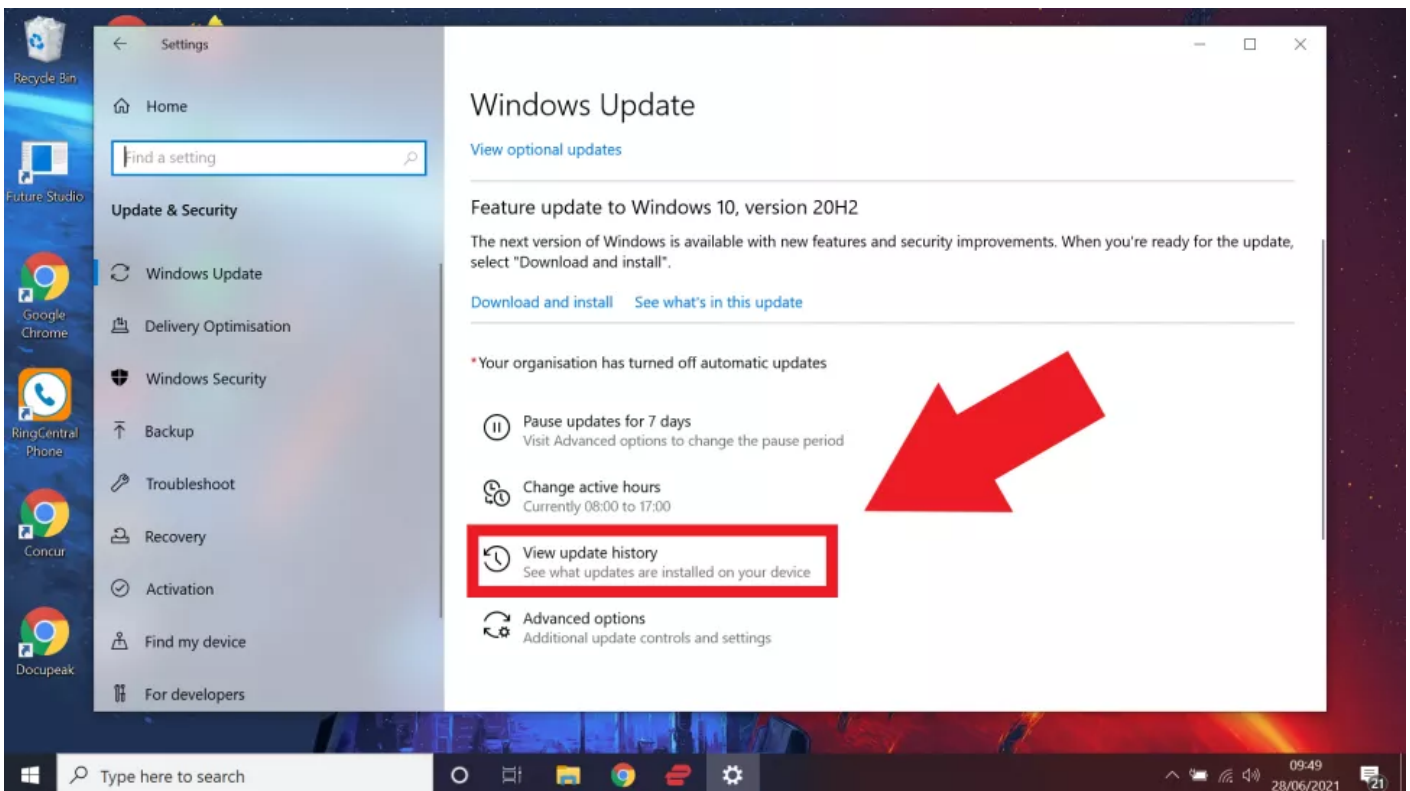 Recycle Bin
Future Studio
Google
Chrome
RingCentral
Phone
Concur
Docupeak
Settings
Home
Find a setting
Update & Security
Windows Update
Delivery Optimisation
Windows Security
Backup
Troubleshoot
Recovery
Activation
Find my device
For developers
Windows Update
View optional updates
Feature update to Windows 10, version 20H2
The next version of Windows is available with new features and security improvements. When you're ready for the update,
select "Download and install".
Download and install See what's in this update
*Your organisation has turned off automatic updates
Pause updates for 7 days
Visit Advanced options to change the pause period
Change active hours
Currently 08:00 to 17:00
View update history
See what updates are installed on your device
Advanced options
Additional update controls and settings
Type here to search
09:49
28/06/2021
21